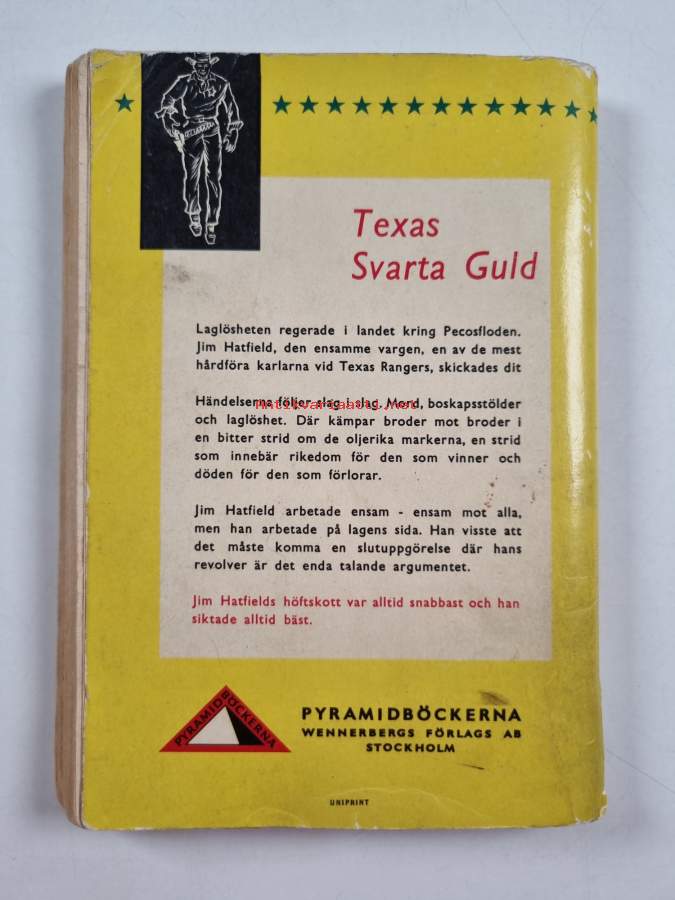 Texas
Svarta Guld
Laglösheten regerade i landet kring Pecosfloden.
Jim Hatfield, den ensamme vargen, en av de mest
hårdföra karlarna vid Texas Rangers, skickades dit
Händelserna följer slag i slag. Mord, boskapsstölder
antikvariaatti.net
och laglöshet. Där kämpar broder mot broder i
en bitter strid om de oljerika markerna, en strid
som innebär rikedom för den som vinner och
döden för den som förlorar.
Jim Hatfield arbetade ensam - ensam mot alla,
men han arbetade på lagens sida. Han visste att
det måste komma en slutuppgörelse där hans
revolver är det enda talande argumentet.
Jim Hatfields höftskott var alltid snabbast och han
siktade alltid bäst.
PYRAMIDBÖCKERNA
PYRAMIDBÖCKERNA
WENNERBERGS FÖRLAGS AB
STOCKHOLM
UNIPRINT